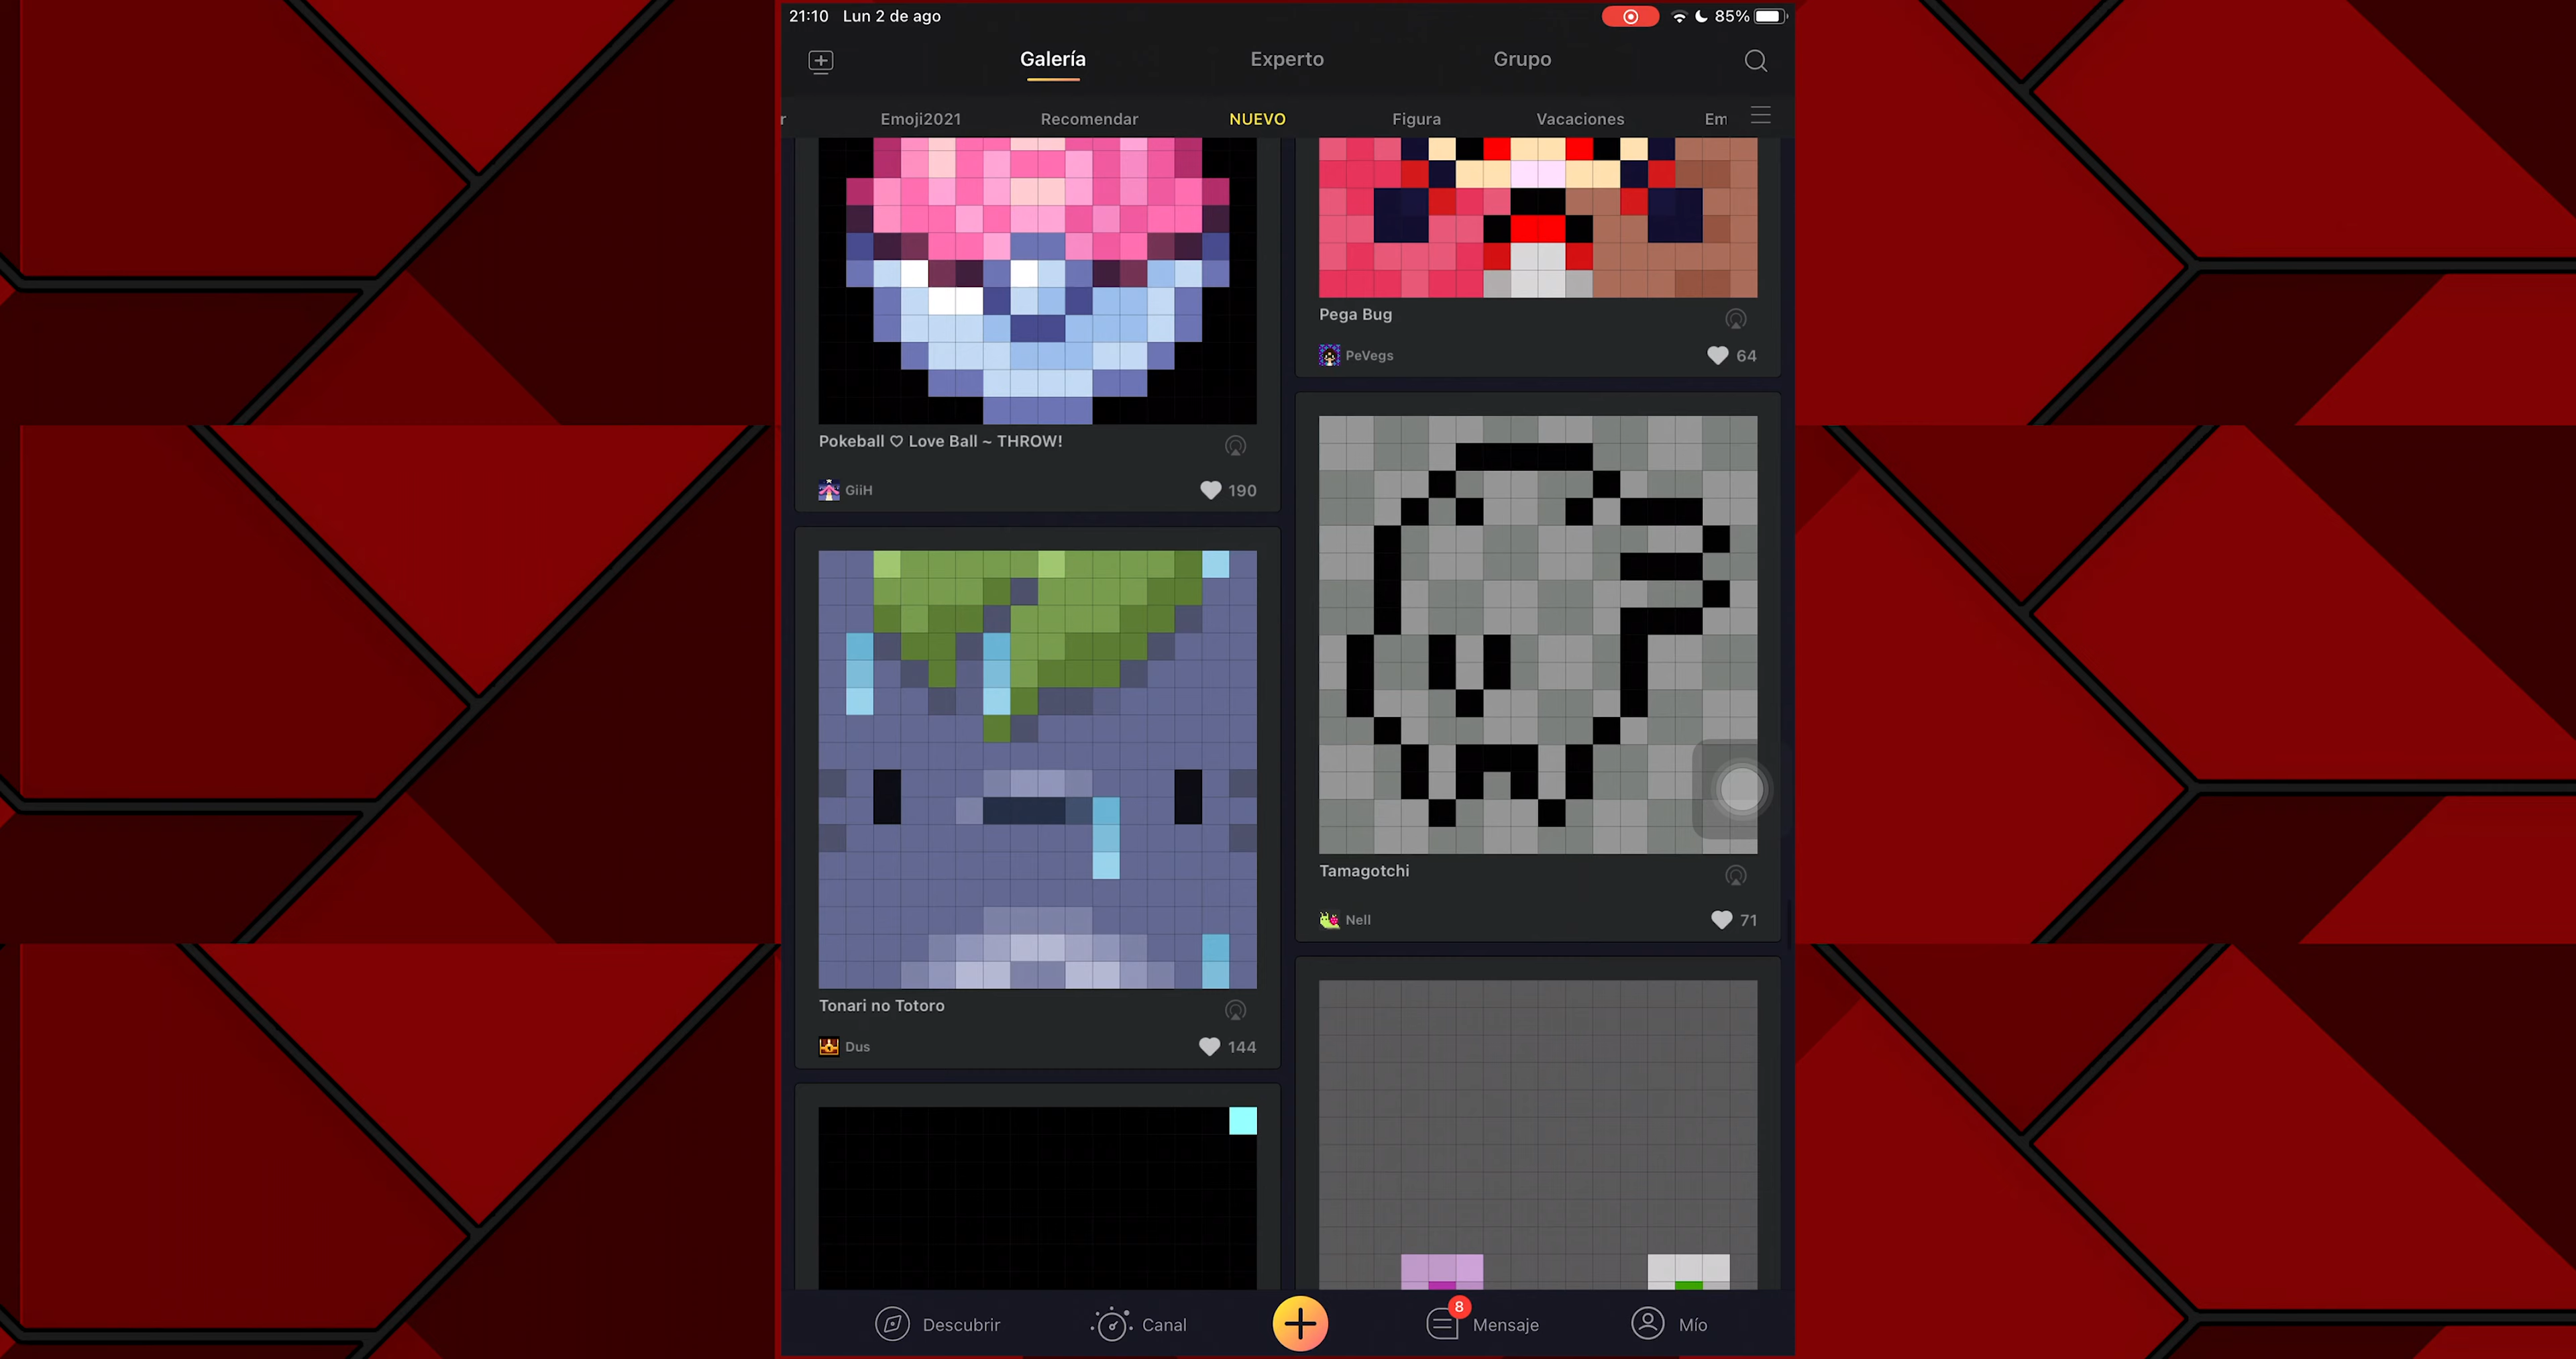 21:10 Lun 2 de ago
85%
Galería Experto Grupo
r Emoji2021 Recomendar NUEVO Figura Vacaciones Em
Pega Bug
PeVegs 64
Pokeball ♡ Love Ball ~ THROW!
GiiH 190
Tamagotchi
Nell 71
Tonari no Totoro
Dus 144
Descubrir Canal 8 Mensaje Mío